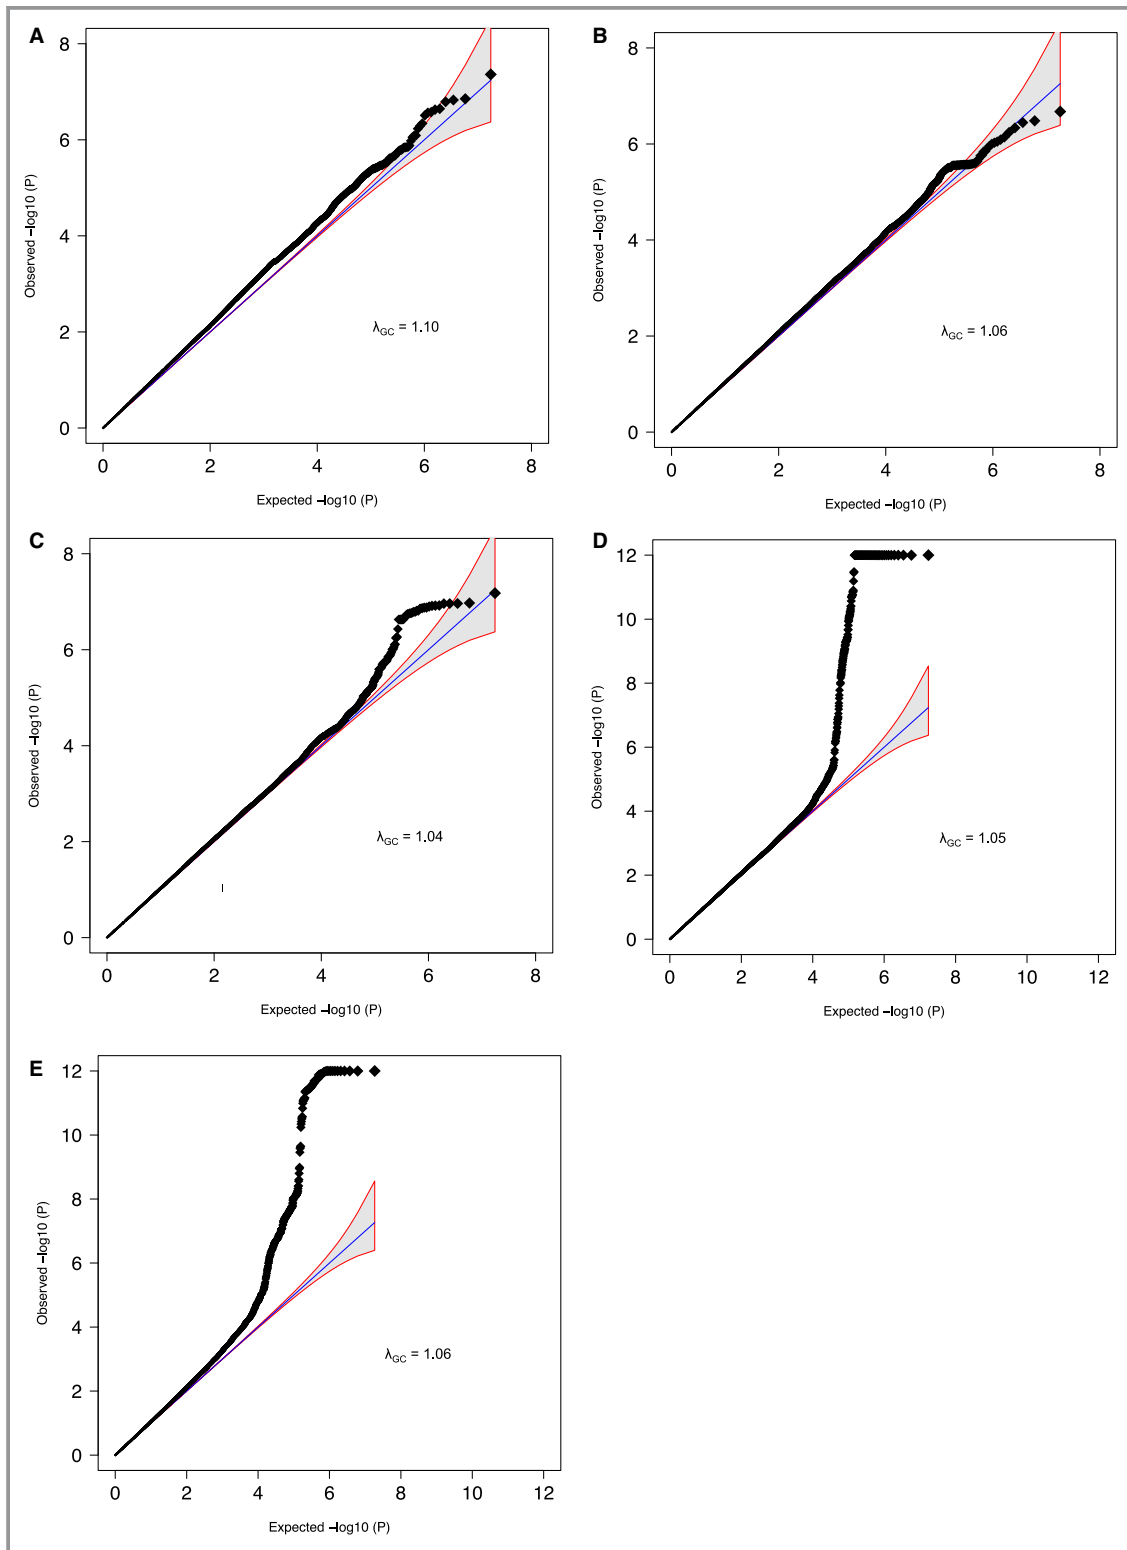 A
8
6
4
2
0
Observed −log10 (P)
λGC = 1.10
0 2 4 6 8
Expected −log10 (P)
B
8
6
4
2
0
Observed −log10 (P)
λGC = 1.06
0 2 4 6 8
Expected −log10 (P)
C
8
6
4
2
0
Observed −log10 (P)
λGC = 1.04
0 2 4 6 8
Expected −log10 (P)
D
12
10
8
6
4
2
0
Observed −log10 (P)
λGC = 1.05
0 2 4 6 8 10 12
Expected −log10 (P)
E
12
10
8
6
4
2
0
Observed −log10 (P)
λGC = 1.06
0 2 4 6 8 10 12
Expected −log10 (P)